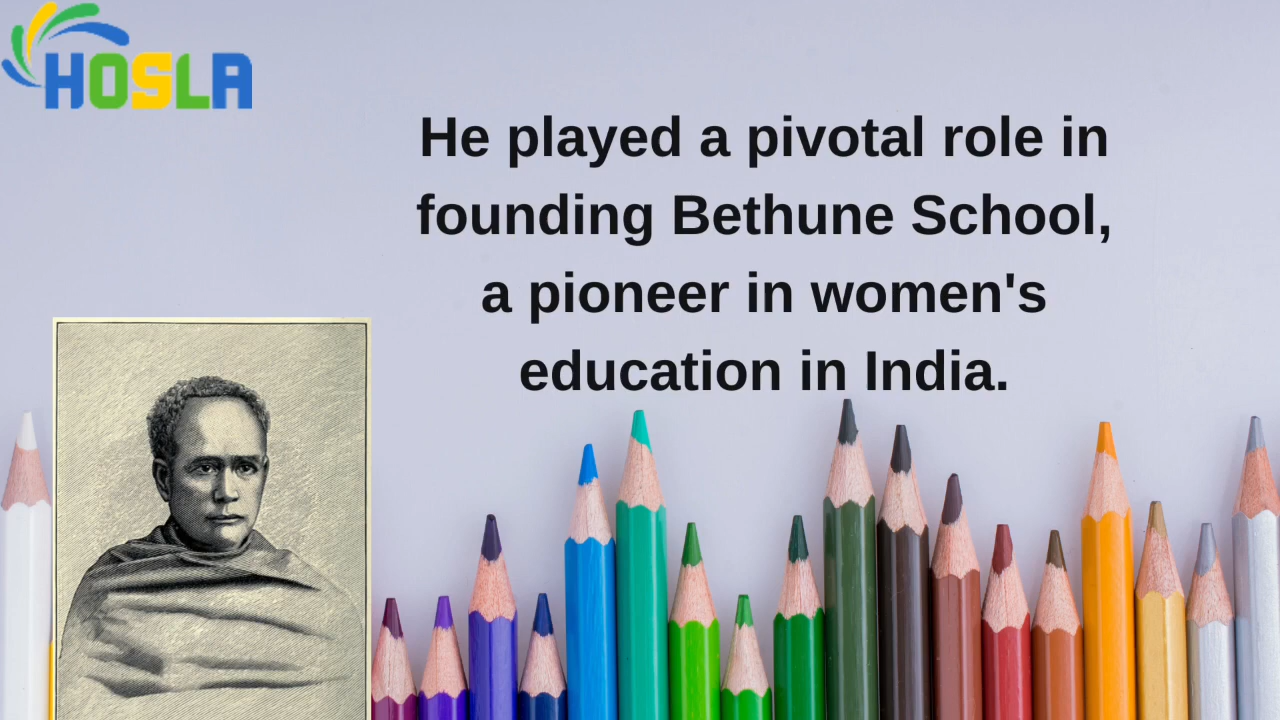 HOSLA
He played a pivotal role in
founding Bethune School,
a pioneer in women's
education in India.